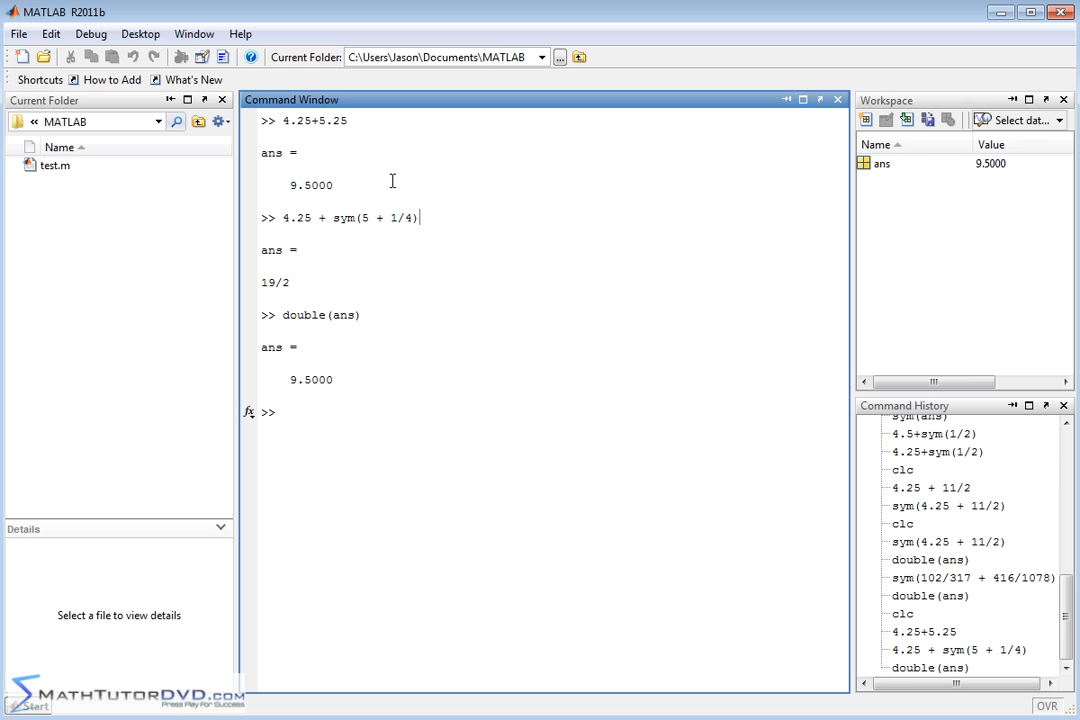 MATLAB R2011b
File Edit Debug Desktop Window Help
Current Folder: C:\Users\Jason\Documents\MATLAB ...
Shortcuts How to Add What's New
Current Folder
« MATLAB
Name
test.m
Details
Select a file to view details
MATHTUTORDVD.COM
Press Play For Success
Start
Command Window
>> 4.25+5.25
ans =
9.5000
>> 4.25 + sym(5 + 1/4)
ans =
19/2
>> double(ans)
ans =
9.5000
fx >>
Workspace
Select dat...
Name Value
ans 9.5000
Command History
sym(ans)
4.5+sym(1/2)
4.25+sym(1/2)
clc
4.25 + 11/2
sym(4.25 + 11/2)
clc
sym(4.25 + 11/2)
double(ans)
sym(102/317 + 416/1078)
double(ans)
clc
4.25+5.25
4.25 + sym(5 + 1/4)
double(ans)
OVR